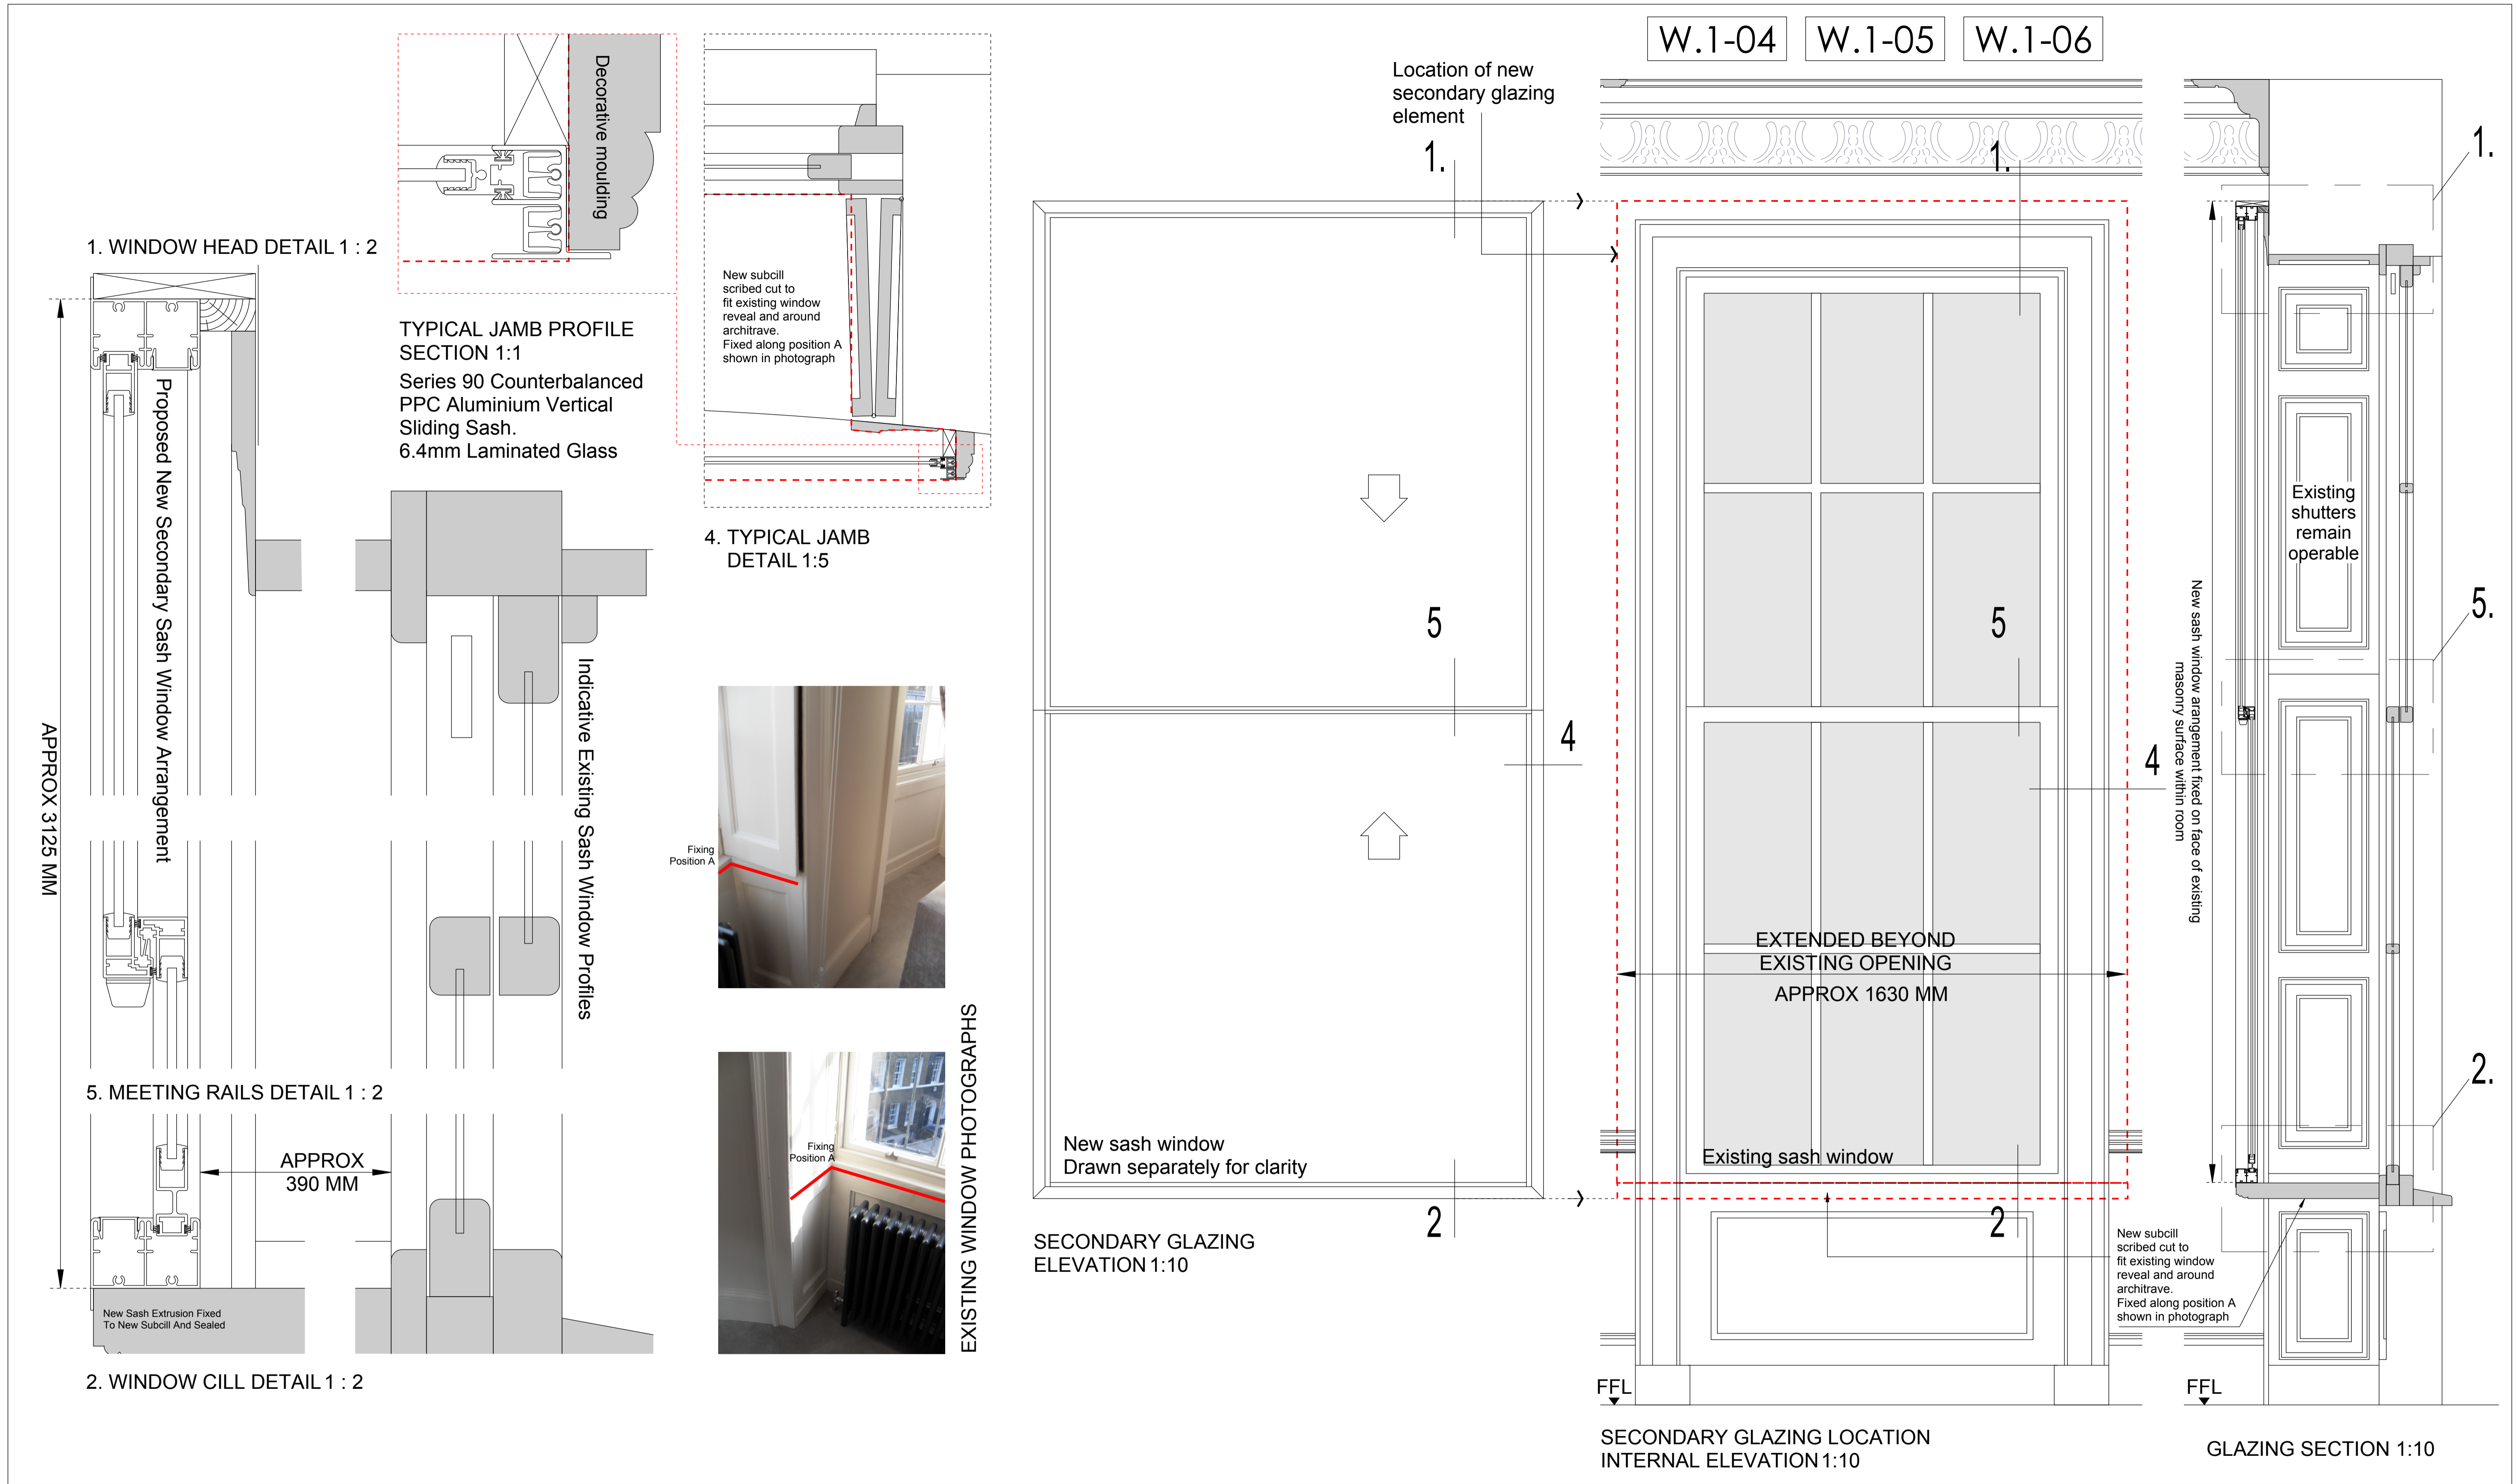 W.1-04
W.1-05
W.1-06
Location of new
secondary glazing
element
Decorative moulding
1. WINDOW HEAD DETAIL 1 : 2
TYPICAL JAMB PROFILE
SECTION 1:1
Series 90 Counterbalanced
PPC Aluminium Vertical
Sliding Sash.
6.4mm Laminated Glass
New subcill
scribed cut to
fit existing window
reveal and around
architrave.
Fixed along position A
shown in photograph
4. TYPICAL JAMB
DETAIL 1:5
Proposed New Secondary Sash Window Arrangement
Indicative Existing Sash Window Profiles
APPROX 3125 MM
5. MEETING RAILS DETAIL 1 : 2
APPROX
390 MM
New Sash Extrusion Fixed
To New Subcill And Sealed
2. WINDOW CILL DETAIL 1 : 2
Fixing
Position A
Fixing
Position A
EXISTING WINDOW PHOTOGRAPHS
1.
5
4
2
New sash window
Drawn separately for clarity
SECONDARY GLAZING
ELEVATION 1:10
1.
5
4
2
EXTENDED BEYOND
EXISTING OPENING
APPROX 1630 MM
Existing sash window
New subcill
scribed cut to
fit existing window
reveal and around
architrave.
Fixed along position A
shown in photograph
FFL
SECONDARY GLAZING LOCATION
INTERNAL ELEVATION 1:10
New sash window arangement fixed on face of existing
masonry surface within room
Existing
shutters
remain
operable
1.
5.
2.
FFL
GLAZING SECTION 1:10